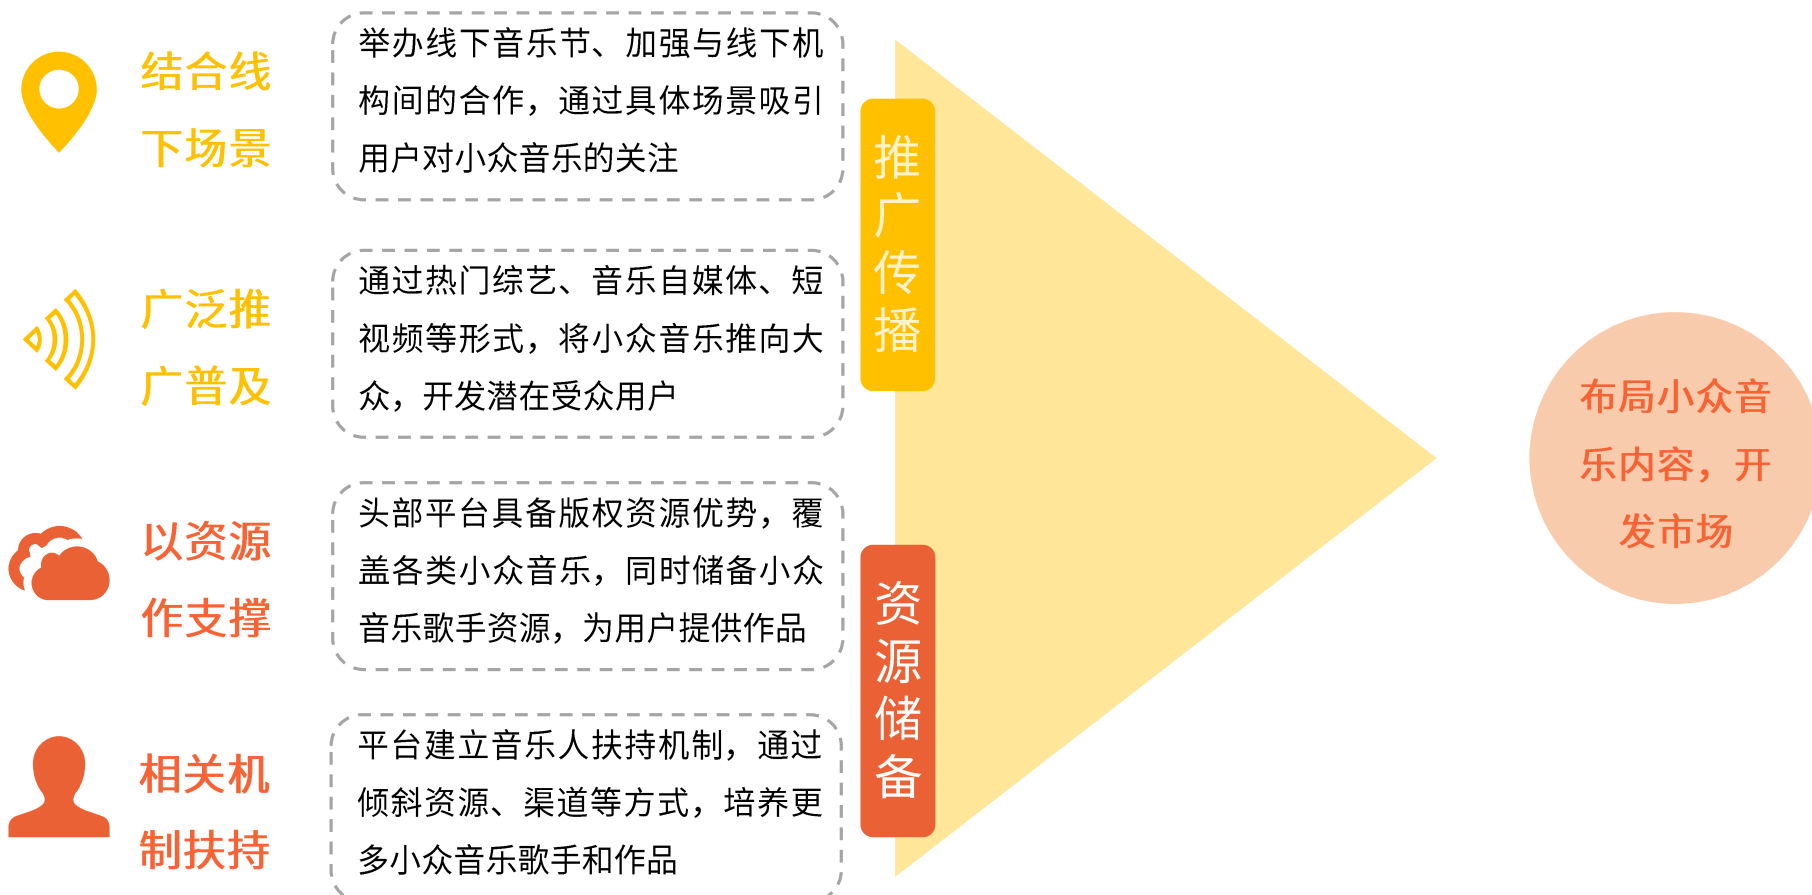 结合线
下场景
举办线下音乐节、加强与线下机
构间的合作，通过具体场景吸引
用户对小众音乐的关注
广泛推
广普及
通过热门综艺、音乐自媒体、短
视频等形式，将小众音乐推向大
众，开发潜在受众用户
推
广
传
播
以资源
作支撑
头部平台具备版权资源优势，覆
盖各类小众音乐，同时储备小众
音乐歌手资源，为用户提供作品
相关机
制扶持
平台建立音乐人扶持机制，通过
倾斜资源、渠道等方式，培养更
多小众音乐歌手和作品
资
源
储
备
布局小众音
乐内容，开
发市场